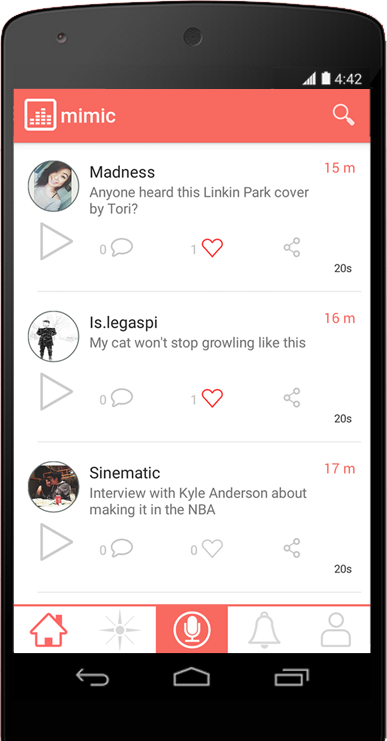 4:42
mimic
Madness 15 m
Anyone heard this Linkin Park cover
by Tori?
0 1
20s
Is.legaspi 16 m
My cat won't stop growling like this
0 1
20s
Sinematic 17 m
Interview with Kyle Anderson about
making it in the NBA
0 0
20s